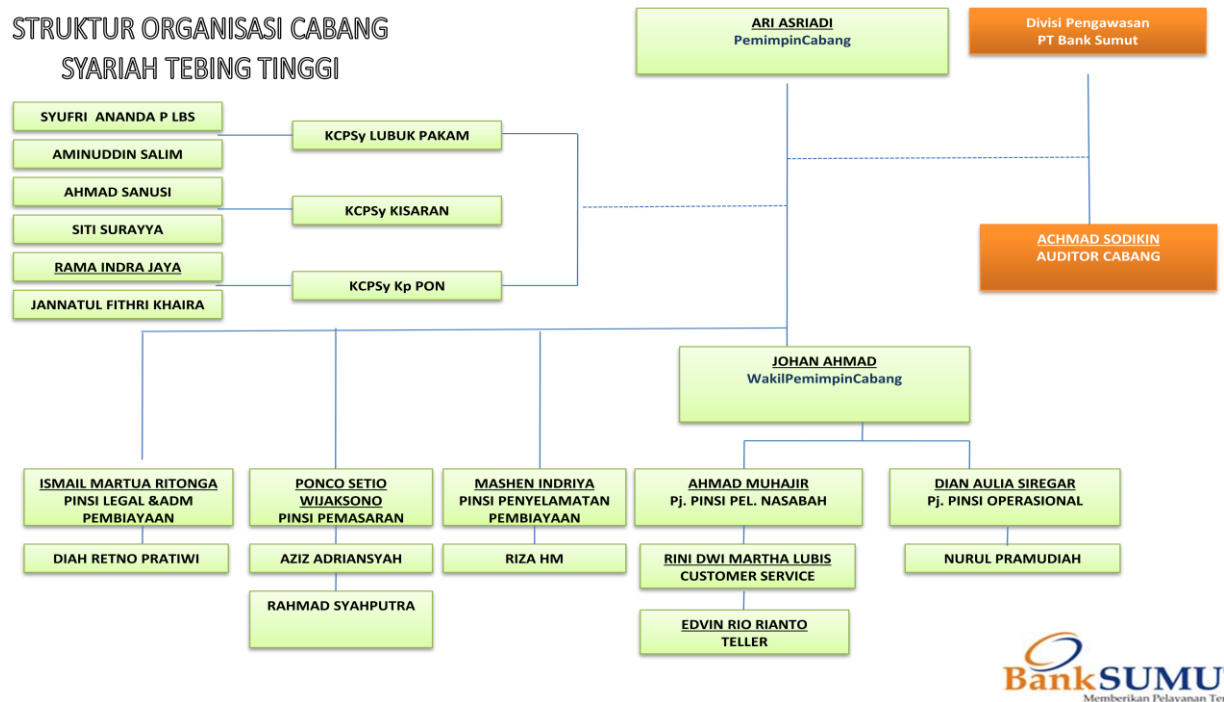 STRUKTUR ORGANISASI CABANG
SYARIAH TEBING TINGGI
ARI ASRIADI
PemimpinCabang
Divisi Pengawasan
PT Bank Sumut
SYUFRI ANANDA P LBS
AMINUDDIN SALIM
KCPSy LUBUK PAKAM
AHMAD SANUSI
SITI SURAYYA
KCPSy KISARAN
RAMA INDRA JAYA
JANNATUL FITHRI KHAIRA
KCPSy Kp PON
ACHMAD SODIKIN
AUDITOR CABANG
JOHAN AHMAD
WakilPemimpinCabang
ISMAIL MARTUA RITONGA
PINSI LEGAL &ADM
PEMBIAYAAN
DIAH RETNO PRATIWI
PONCO SETIO
WIJAKSONO
PINSI PEMASARAN
AZIZ ADRIANSYAH
RAHMAD SYAHPUTRA
MASHEN INDRIYA
PINSI PENYELAMATAN
PEMBIAYAAN
RIZA HM
AHMAD MUHAJIR
Pj. PINSI PEL. NASABAH
RINI DWI MARTHA LUBIS
CUSTOMER SERVICE
EDVIN RIO RIANTO
TELLER
DIAN AULIA SIREGAR
Pj. PINSI OPERASIONAL
NURUL PRAMUDIAH
BankSUMU
Memberikan Pelayanan Ter